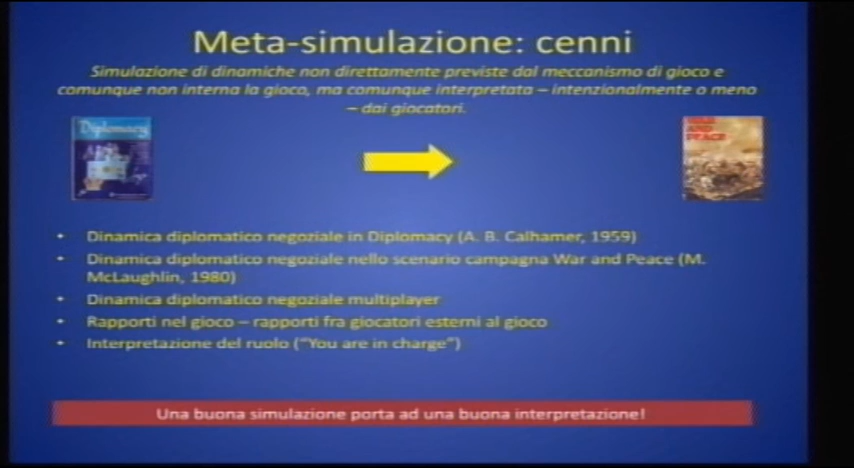 Meta-simulazione: cenni
Simulazione di dinamiche non direttamente previste dal meccanismo di gioco e
comunque non interna la gioco, ma comunque interpretata – intenzionalmente o meno
– dai giocatori.
Diplomacy
WAR
AND
PEACE
• Dinamica diplomatico negoziale in Diplomacy (A. B. Calhamer, 1959)
• Dinamica diplomatico negoziale nello scenario campagna War and Peace (M.
McLaughlin, 1980)
• Dinamica diplomatico negoziale multiplayer
• Rapporti nel gioco – rapporti fra giocatori esterni al gioco
• Interpretazione del ruolo ("You are in charge")
Una buona simulazione porta ad una buona interpretazione!